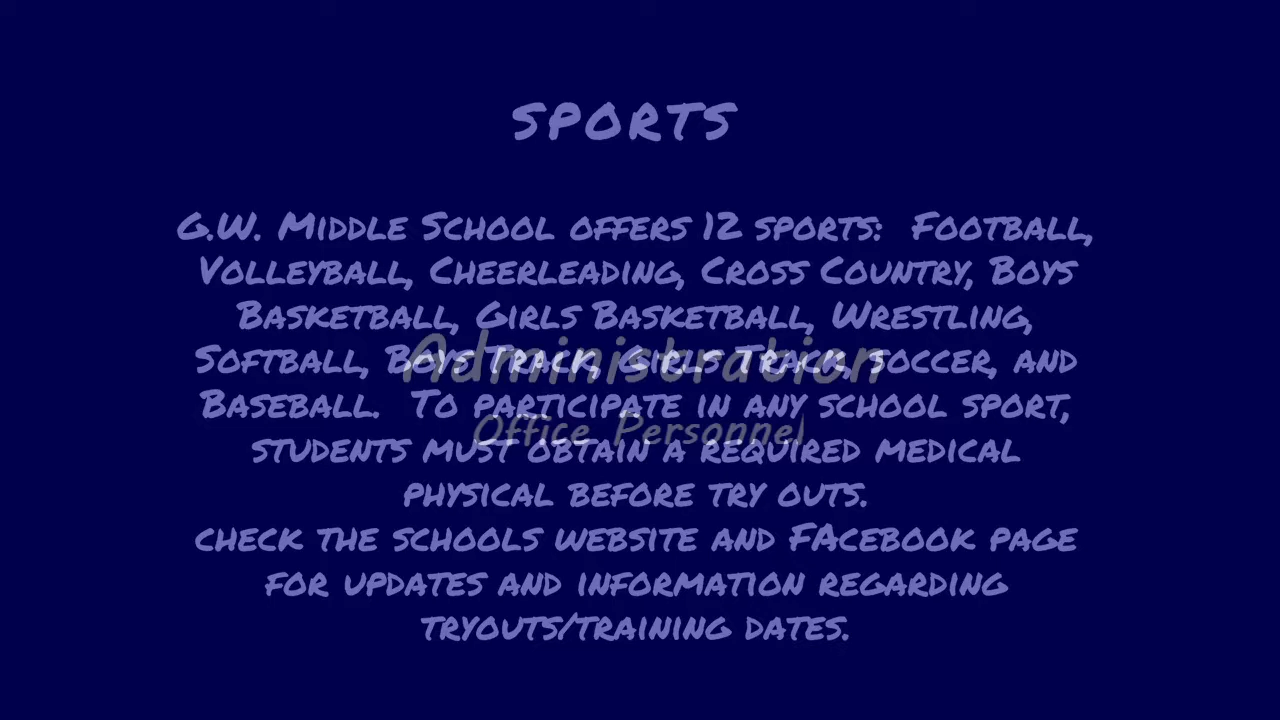 SPORTS
G.W. Middle School offers 12 sports: Football,
Volleyball, Cheerleading, Cross Country, Boys
Basketball, Girls Basketball, Wrestling,
Softball, Boys Track, Girls Track, soccer, and
Administration
Baseball. To participate in any school sport,
Office Personnel
students must obtain a required medical
physical before try outs.
check the schools website and FAcebook page
for updates and information regarding
tryouts/training dates.